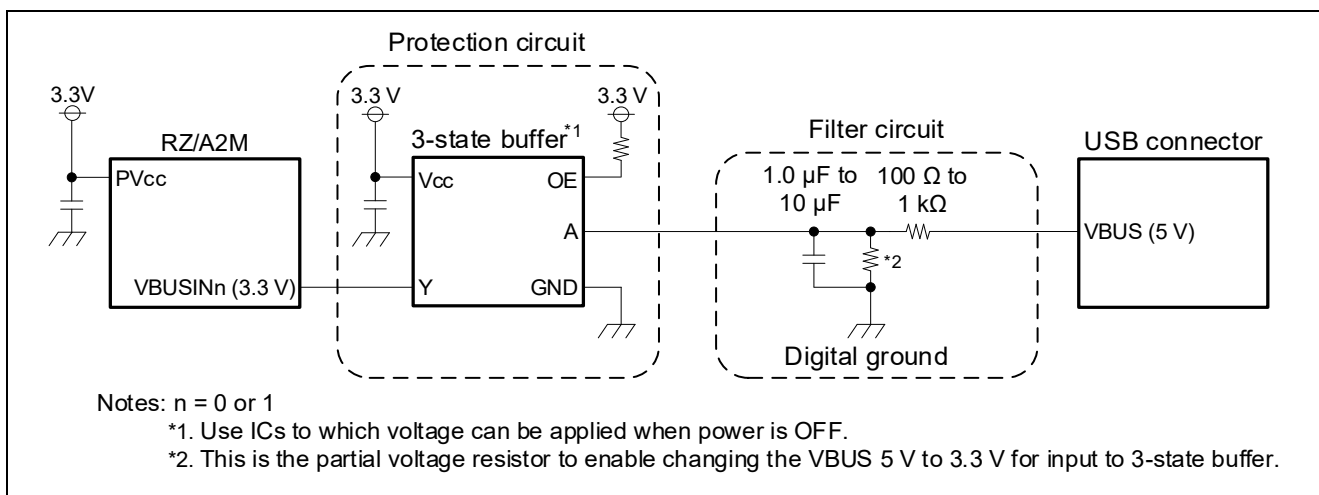 Protection circuit
3.3V
3.3 V
3.3 V
RZ/A2M
3-state buffer*1
Filter circuit
USB connector
PVcc
Vcc
OE
1.0 µF to
10 µF
100 Ω to
1 kΩ
A
VBUS (5 V)
*2
VBUSINn (3.3 V)
Y
GND
Digital ground
Notes: n = 0 or 1
*1. Use ICs to which voltage can be applied when power is OFF.
*2. This is the partial voltage resistor to enable changing the VBUS 5 V to 3.3 V for input to 3-state buffer.